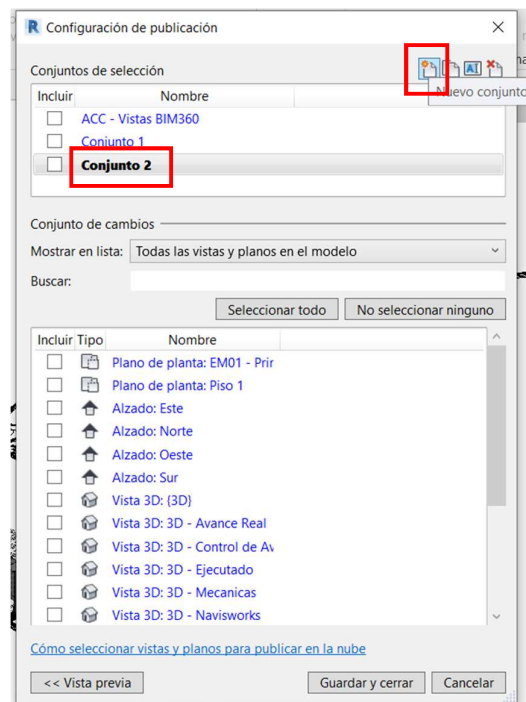 R Configuración de publicación
Conjuntos de selección
Nuevo conjunto
Incluir Nombre
ACC - Vistas BIM360
Conjunto 1
Conjunto 2
Conjunto de cambios
Mostrar en lista: Todas las vistas y planos en el modelo
Buscar:
Seleccionar todo No seleccionar ninguno
Incluir Tipo Nombre
Plano de planta: EM01 - Prir
Plano de planta: Piso 1
Alzado: Este
Alzado: Norte
Alzado: Oeste
Alzado: Sur
Vista 3D: {3D}
Vista 3D: 3D - Avance Real
Vista 3D: 3D - Control de Av
Vista 3D: 3D - Ejecutado
Vista 3D: 3D - Mecanicas
Vista 3D: 3D - Navisworks
Cómo seleccionar vistas y planos para publicar en la nube
<< Vista previa Guardar y cerrar Cancelar